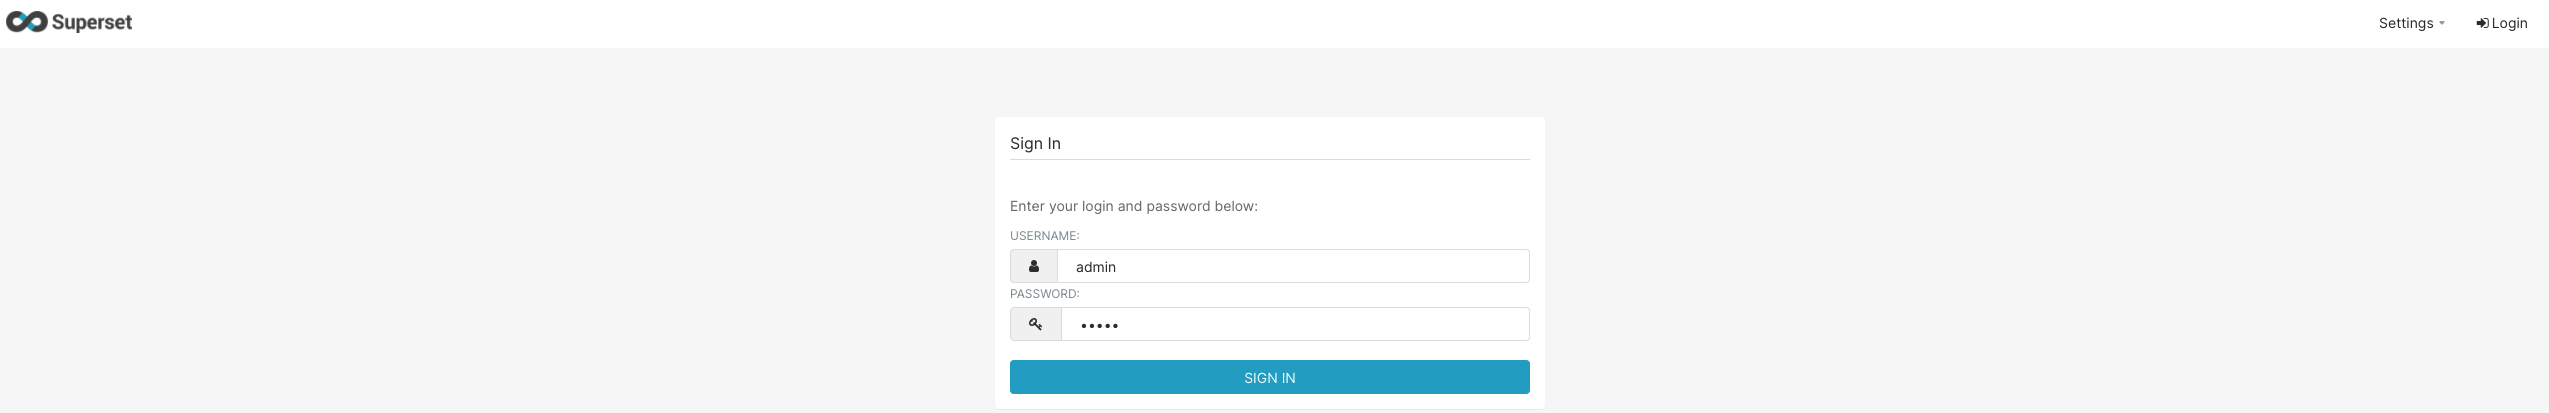 Superset
Settings
Login
Sign In
Enter your login and password below:
USERNAME:
admin
PASSWORD:
•••••
SIGN IN